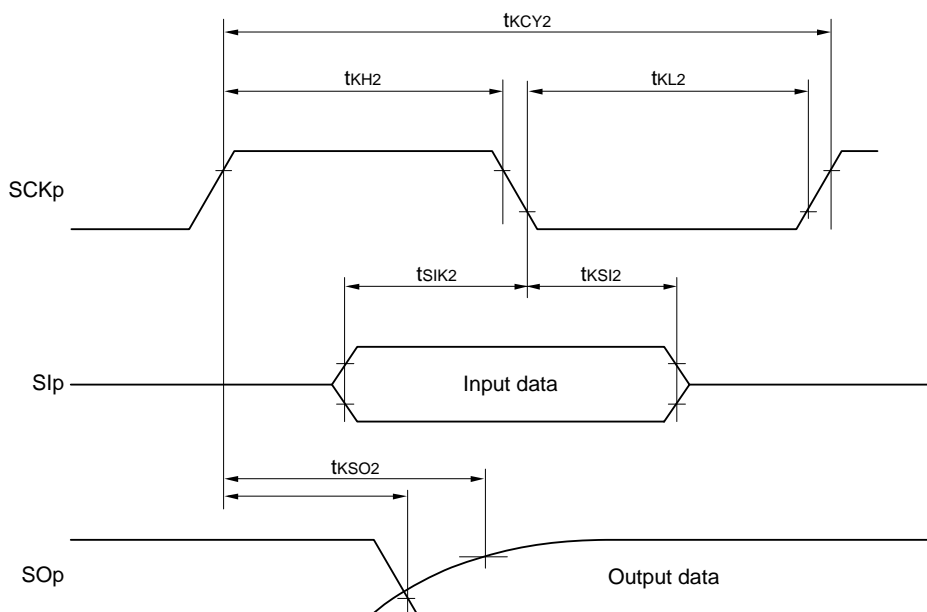 tKCY2
tKH2
tKL2
SCKp
tSIK2
tKSI2
SIp
Input data
tKSO2
SOp
Output data